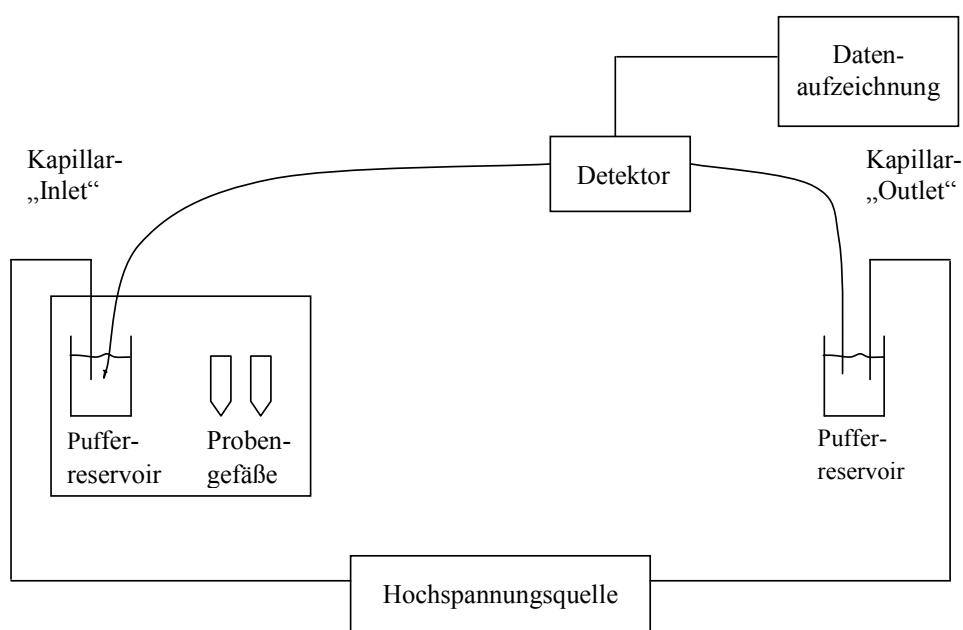 Daten-
aufzeichnung
Kapillar-
„Inlet“
Detektor
Kapillar-
„Outlet“
Puffer-
reservoir
Proben-
gefäße
Puffer-
reservoir
Hochspannungsquelle